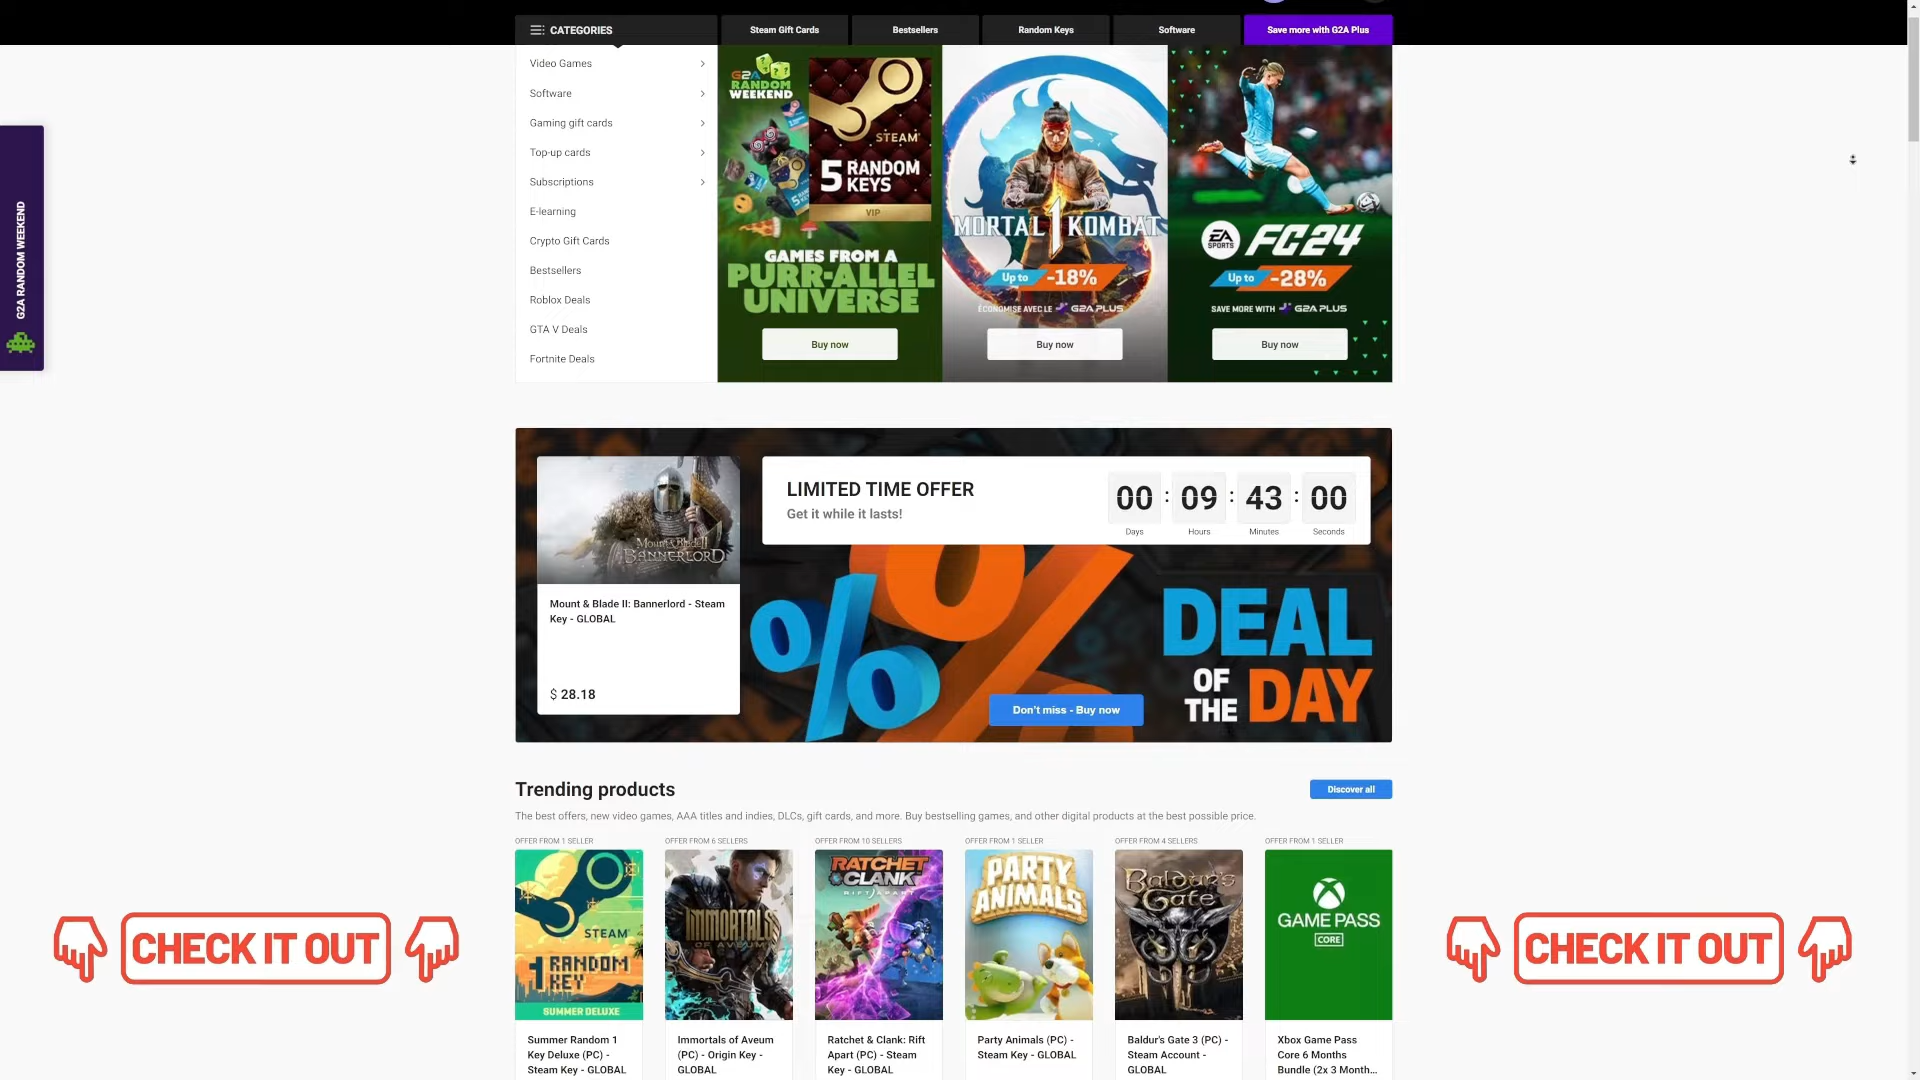 CATEGORIES
Steam Gift Cards
Bestsellers
Random Keys
Software
Save more with G2A Plus
Video Games
Software
Gaming gift cards
Top-up cards
Subscriptions
E-learning
Crypto Gift Cards
Bestsellers
Roblox Deals
GTA V Deals
Fortnite Deals
G2A RANDOM WEEKEND
G2A
RANDOM
WEEKEND
STEAM
5 RANDOM
KEYS
VIP
GAMES FROM A
PURR-ALLEL
UNIVERSE
Buy now
MORTAL KOMBAT 1
Up to -18%
ÉCONOMISE AVEC LE G2A PLUS
Buy now
EA SPORTS FC 24
Up to -28%
SAVE MORE WITH G2A PLUS
Buy now
LIMITED TIME OFFER
Get it while it lasts!
00 : 09 : 43 : 00
Days Hours Minutes Seconds
Mount & Blade II
BANNERLORD
Mount & Blade II: Bannerlord - Steam
Key - GLOBAL
$ 28.18
%%
DEAL
OF THE DAY
Don't miss - Buy now
Trending products
Discover all
The best offers, new video games, AAA titles and indies, DLCs, gift cards, and more. Buy bestselling games, and other digital products at the best possible price.
OFFER FROM 1 SELLER
STEAM
1 RANDOM
KEY
SUMMER DELUXE
Summer Random 1
Key Deluxe (PC) -
Steam Key - GLOBAL
OFFER FROM 6 SELLERS
IMMORTALS
OF AVEUM
Immortals of Aveum
(PC) - Origin Key -
GLOBAL
OFFER FROM 10 SELLERS
RATCHET
& CLANK
RIFT APART
Ratchet & Clank: Rift
Apart (PC) - Steam
Key - GLOBAL
OFFER FROM 1 SELLER
PARTY
ANIMALS
Party Animals (PC) -
Steam Key - GLOBAL
OFFER FROM 4 SELLERS
Baldur's
Gate
Baldur's Gate 3 (PC) -
Steam Account -
GLOBAL
OFFER FROM 1 SELLER
GAME PASS
CORE
Xbox Game Pass
Core 6 Months
Bundle (2x 3 Month...
CHECK IT OUT
CHECK IT OUT